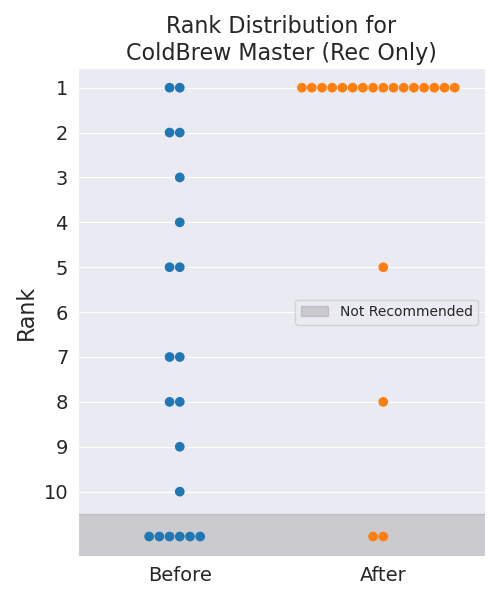 Rank Distribution for
ColdBrew Master (Rec Only)
Rank
1
2
3
4
5
6
7
8
9
10
Not Recommended
Before
After